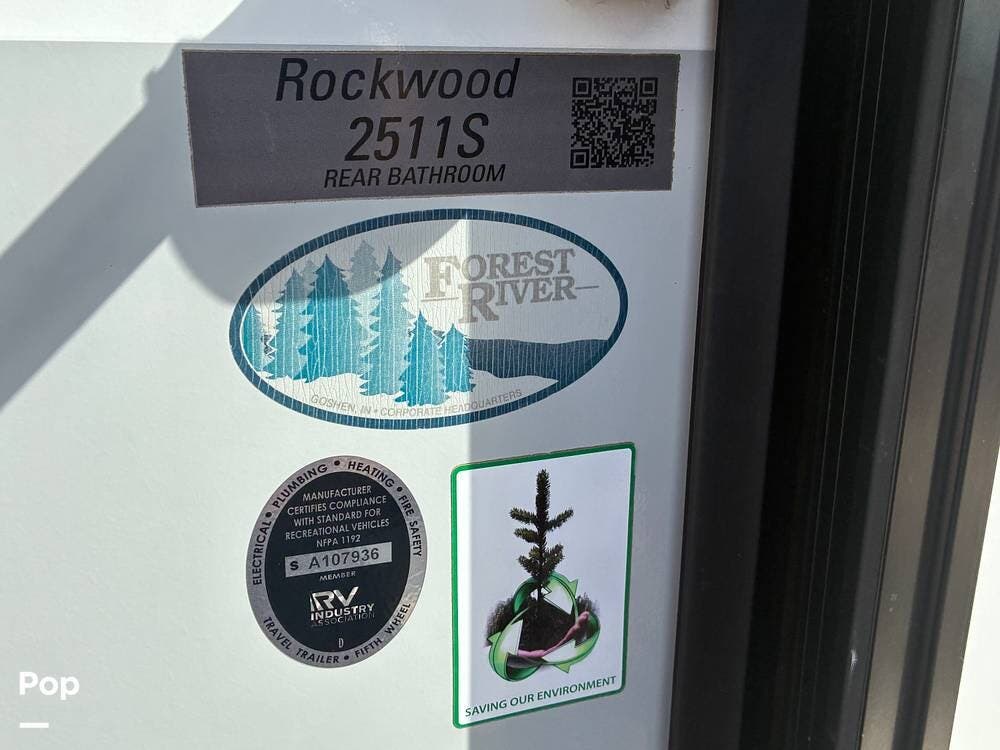 Rockwood
2511S
REAR BATHROOM
FOREST
RIVER
GOSHEN, IN • CORPORATE HEADQUARTERS
ELECTRICAL • PLUMBING • HEATING • FIRE SAFETY
MANUFACTURER
CERTIFIES COMPLIANCE
WITH STANDARD FOR
RECREATIONAL VEHICLES
NFPA 1192
S A107936
MEMBER
RV
INDUSTRY
ASSOCIATION
D
TRAVEL TRAILER • FIFTH WHEEL
SAVING OUR ENVIRONMENT
Pop